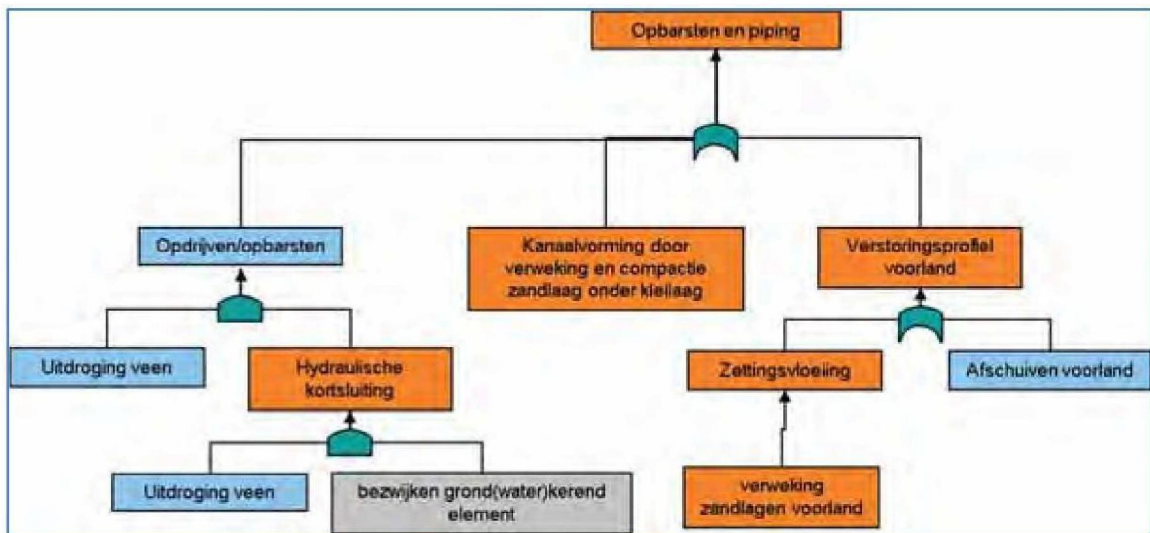 Opbarsten en piping
Opdrijven/opbarsten
Kanaalvorming door
verweking en compactie
zandlaag onder kleilaag
Verstoringsprofiel
voorland
Uitdroging veen
Hydraulische
kortsluiting
Zettingsvloeiing
Afschuiven voorland
Uitdroging veen
bezwijken grond(water)kerend
element
verweking
zandlagen voorland